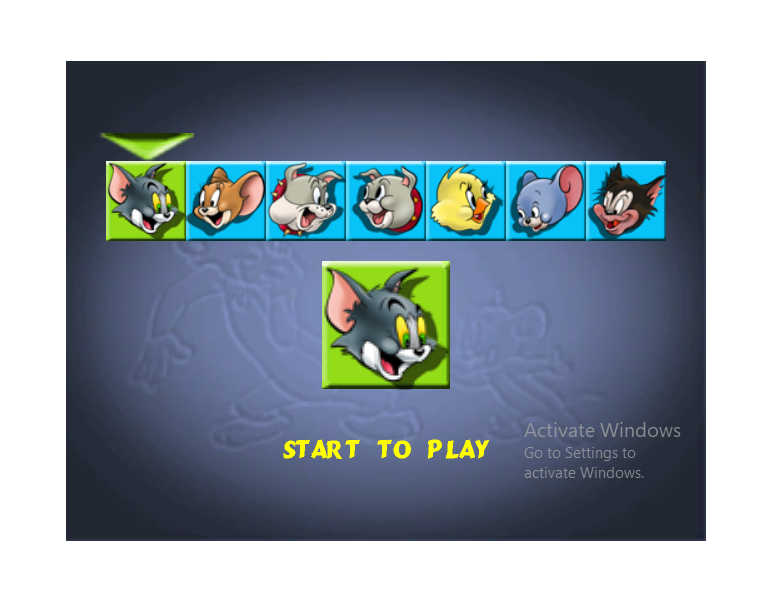 START TO PLAY
Activate Windows
Go to Settings to
activate Windows.